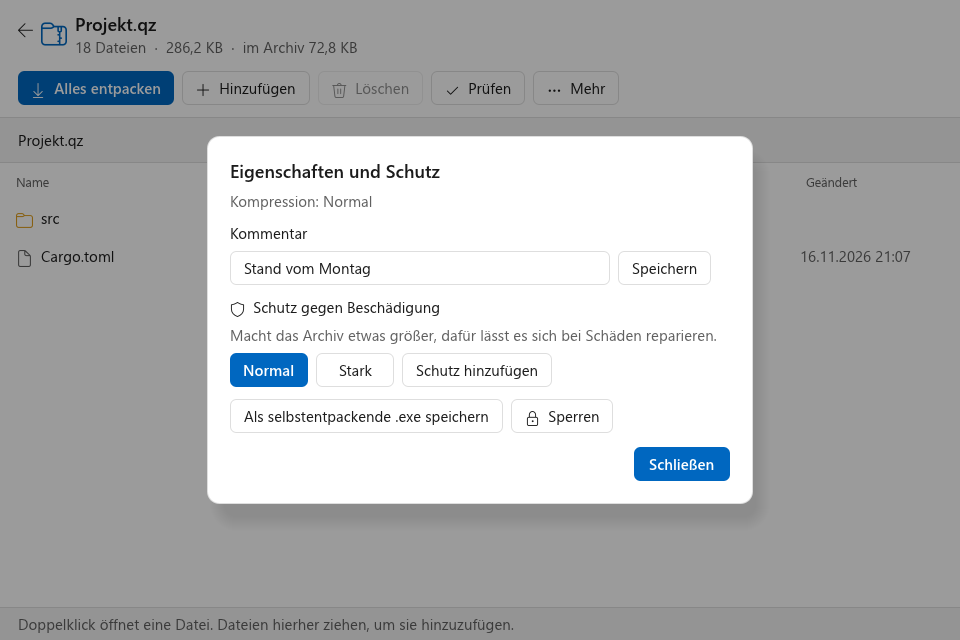 Projekt.qz
18 Dateien · 286,2 KB · im Archiv 72,8 KB
Alles entpacken
Hinzufügen
Löschen
Prüfen
Mehr
Projekt.qz
Name
Geändert
src
Cargo.toml
16.11.2026 21:07
Eigenschaften und Schutz
Kompression: Normal
Kommentar
Stand vom Montag
Speichern
Schutz gegen Beschädigung
Macht das Archiv etwas größer, dafür lässt es sich bei Schäden reparieren.
Normal
Stark
Schutz hinzufügen
Als selbstentpackende .exe speichern
Sperren
Schließen
Doppelklick öffnet eine Datei. Dateien hierher ziehen, um sie hinzuzufügen.